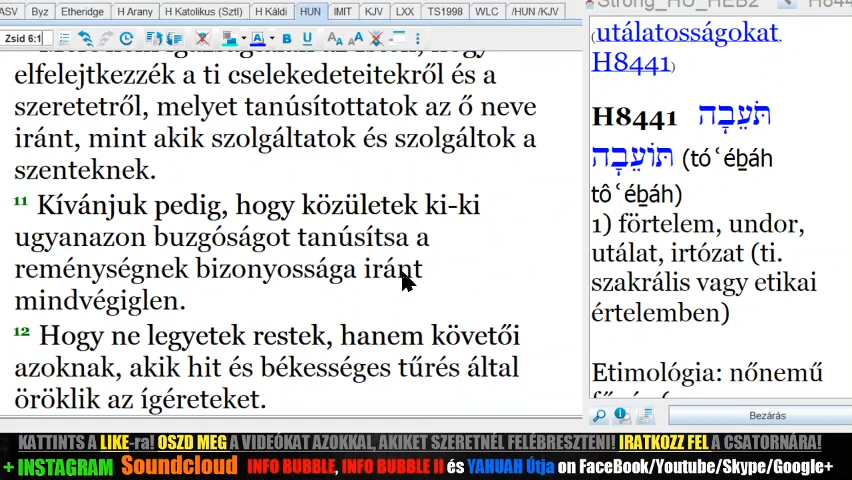 ASV Byz Etheridge H Arany H Katolikus (Sztl) H Káldi HUN IMIT KJV LXX TS1998 WLC /HUN /KJV
Zsid 6:1
elfelejtkezzék a ti cselekedeteitekről és a
szeretetről, melyet tanúsítottatok az ő neve
iránt, mint akik szolgáltatok és szolgáltok a
szenteknek.
11 Kívánjuk pedig, hogy közületek ki-ki
ugyanazon buzgóságot tanúsítsa a
reménységnek bizonyossága iránt
mindvégiglen.
12 Hogy ne legyetek restek, hanem követői
azoknak, akik hit és békességes tűrés által
öröklik az ígéreteket.
Strong_HU_HEB2
(utálatosságokat,
H8441)
H8441 תֹּעֵבָה
תּוֹעֵבָה (tóʿéḇáh
tôʿéḇáh)
1) förtelem, undor,
utálat, irtózat (ti.
szakrális vagy etikai
értelemben)
Etimológia: nőnemű
Bezárás
KATTINTS A LIKE-ra! OSZD MEG A VIDEÓKAT AZOKKAL, AKIKET SZERETNÉL FELÉBRESZTENI! IRATKOZZ FEL A CSATORNÁRA!
+ INSTAGRAM Soundcloud INFO BUBBLE, INFO BUBBLE II és YAHUAH Útja on FaceBook/Youtube/Skype/Google+